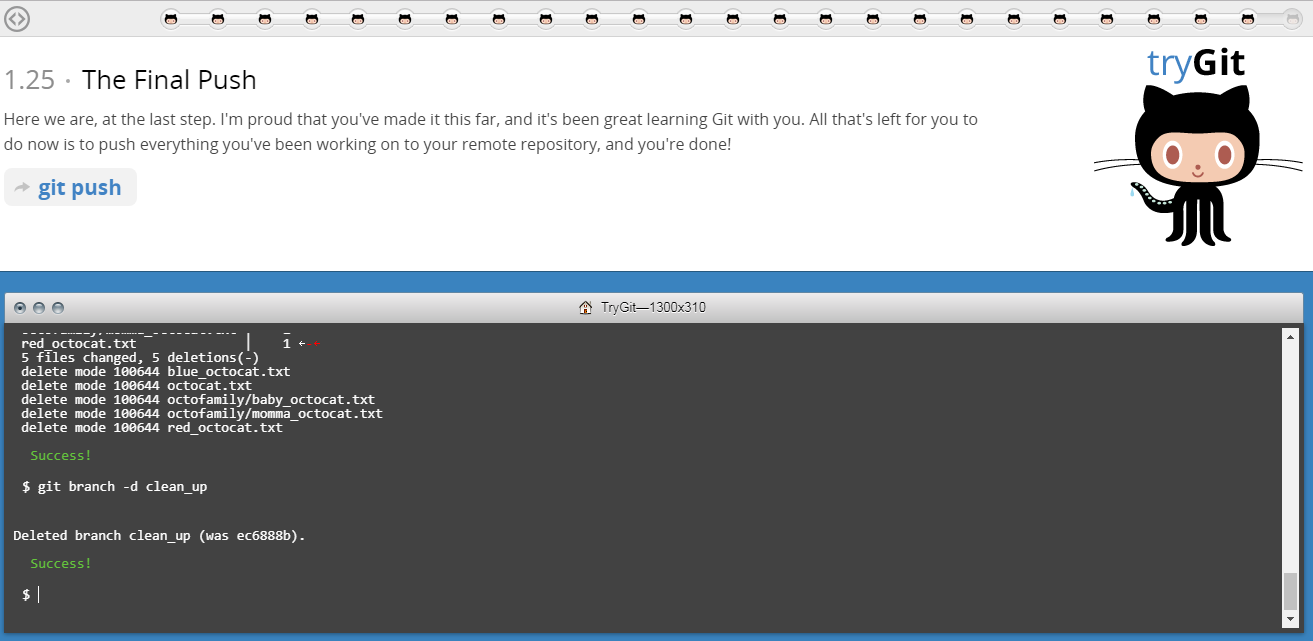 tryGit
1.25 · The Final Push
Here we are, at the last step. I'm proud that you've made it this far, and it's been great learning Git with you. All that's left for you to
do now is to push everything you've been working on to your remote repository, and you're done!
git push
TryGit—1300x310
red_octocat.txt | 1 ←--
5 files changed, 5 deletions(-)
delete mode 100644 blue_octocat.txt
delete mode 100644 octocat.txt
delete mode 100644 octofamily/baby_octocat.txt
delete mode 100644 octofamily/momma_octocat.txt
delete mode 100644 red_octocat.txt
Success!
$ git branch -d clean_up
Deleted branch clean_up (was ec6888b).
Success!
$